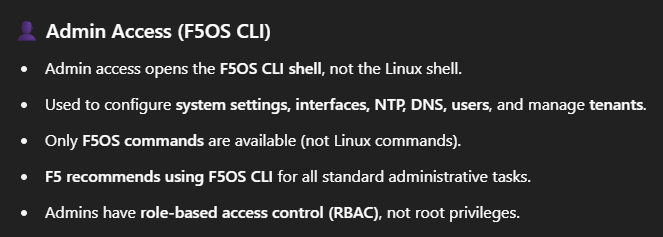 Admin Access (F5OS CLI)
• Admin access opens the F5OS CLI shell, not the Linux shell.
• Used to configure system settings, interfaces, NTP, DNS, users, and manage tenants.
• Only F5OS commands are available (not Linux commands).
• F5 recommends using F5OS CLI for all standard administrative tasks.
• Admins have role-based access control (RBAC), not root privileges.